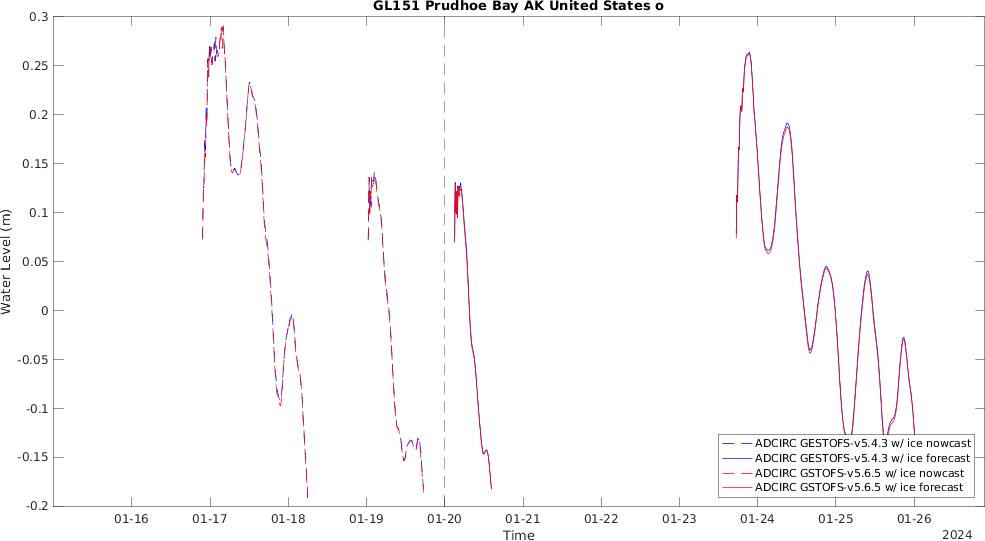 GL151 Prudhoe Bay AK United States o
0.3
0.25
0.2
0.15
0.1
0.05
0
-0.05
-0.1
-0.15
-0.2
Water Level (m)
01-16 01-17 01-18 01-19 01-20 01-21 01-22 01-23 01-24 01-25 01-26
Time
2024
ADCIRC GESTOFS-v5.4.3 w/ ice nowcast
ADCIRC GESTOFS-v5.4.3 w/ ice forecast
ADCIRC GSTOFS-v5.6.5 w/ ice nowcast
ADCIRC GSTOFS-v5.6.5 w/ ice forecast